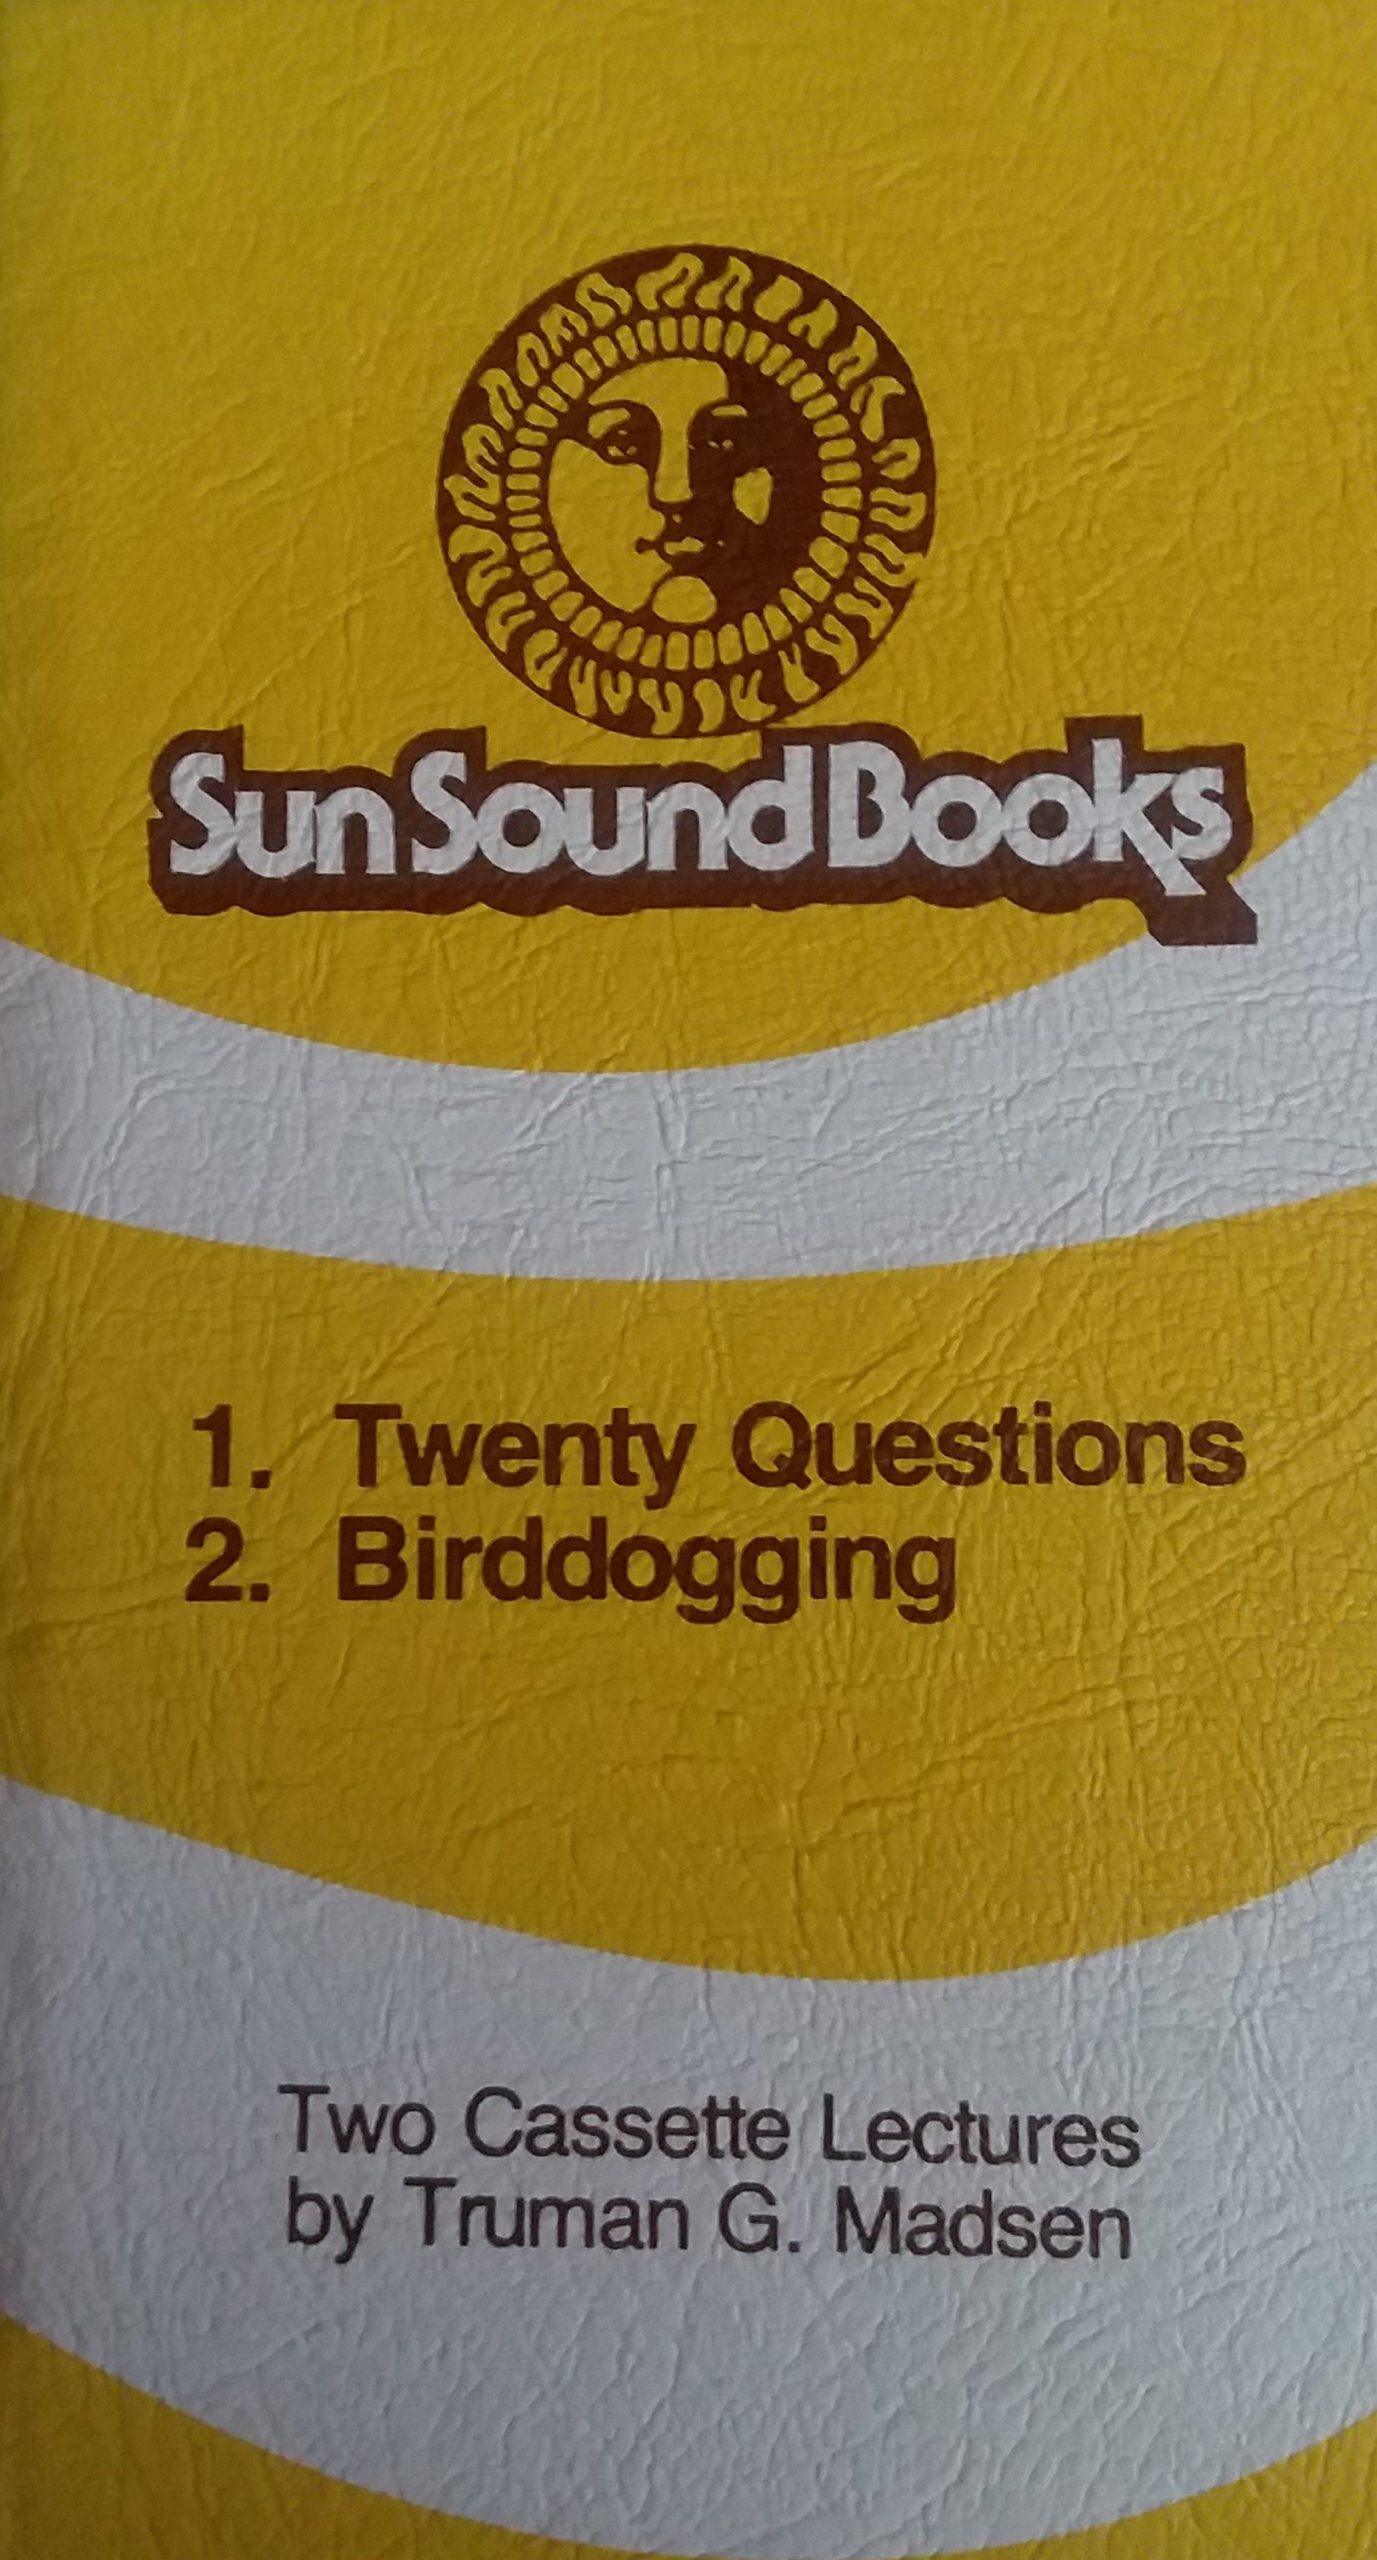 SunSoundBooks
1. Twenty Questions
2. Birddogging
Two Cassette Lectures
by Truman G. Madsen